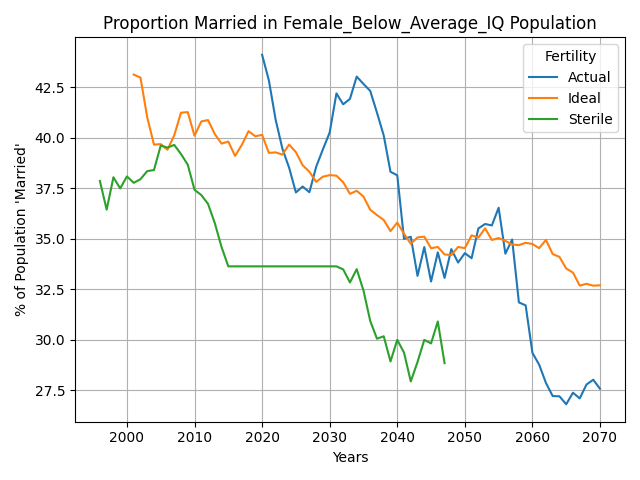 Proportion Married in Female_Below_Average_IQ Population
% of Population 'Married'
42.5
40.0
37.5
35.0
32.5
30.0
27.5
Fertility
Actual
Ideal
Sterile
2000 2010 2020 2030 2040 2050 2060 2070
Years